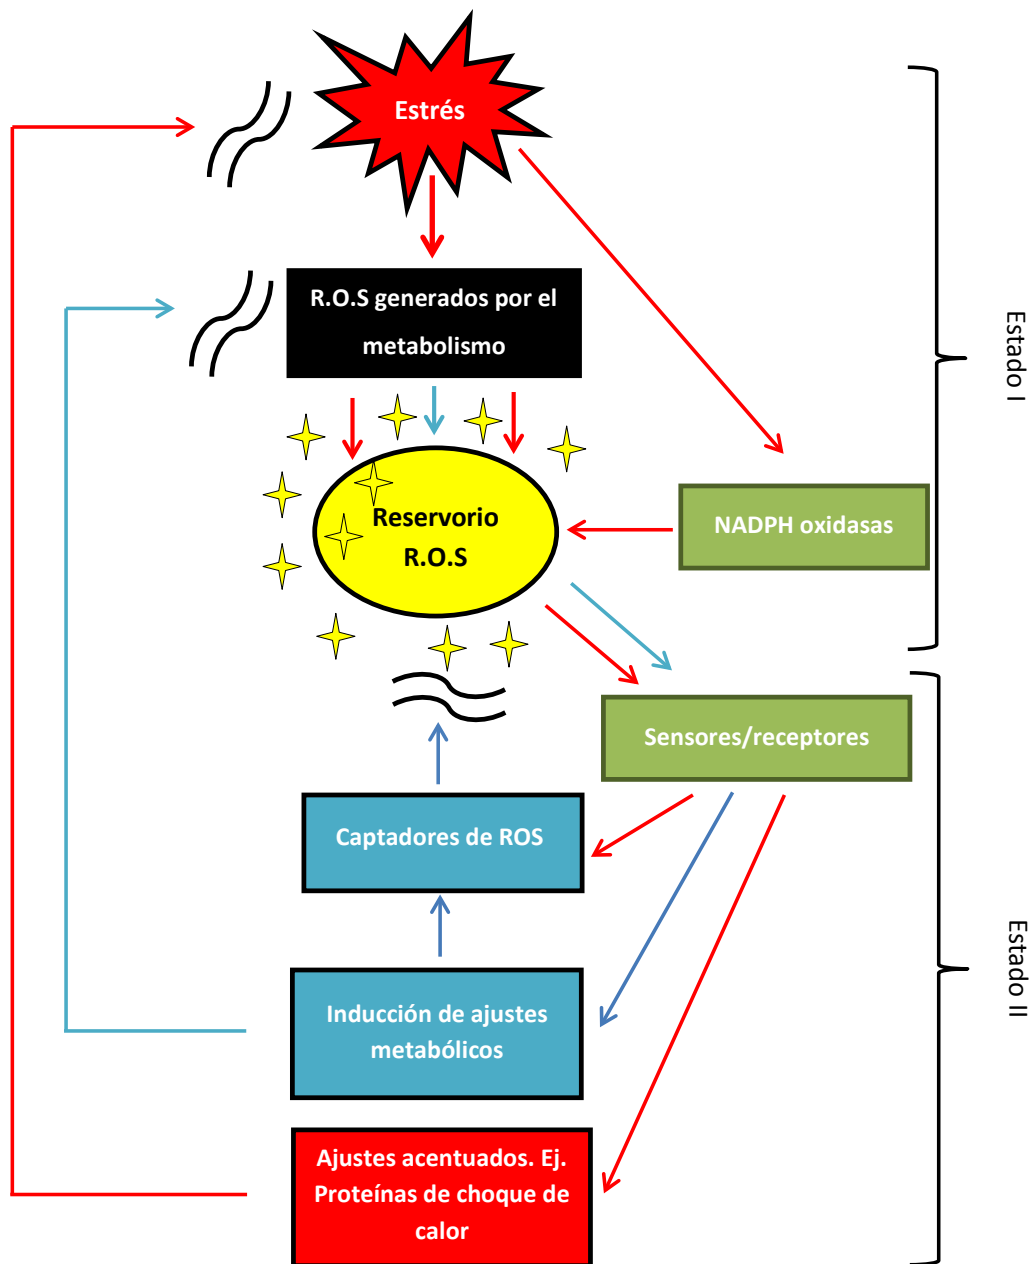 Estrés
R.O.S generados por el
metabolismo
Estado I
Reservorio
R.O.S
NADPH oxidasas
Sensores/receptores
Captadores de ROS
Estado II
Inducción de ajustes
metabólicos
Ajustes acentuados. Ej.
Proteínas de choque de
calor